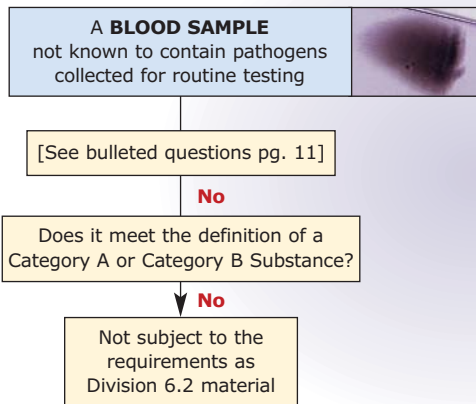 A BLOOD SAMPLE
not known to contain pathogens
collected for routine testing
[See bulleted questions pg. 11]
No
Does it meet the definition of a
Category A or Category B Substance?
No
Not subject to the
requirements as
Division 6.2 material